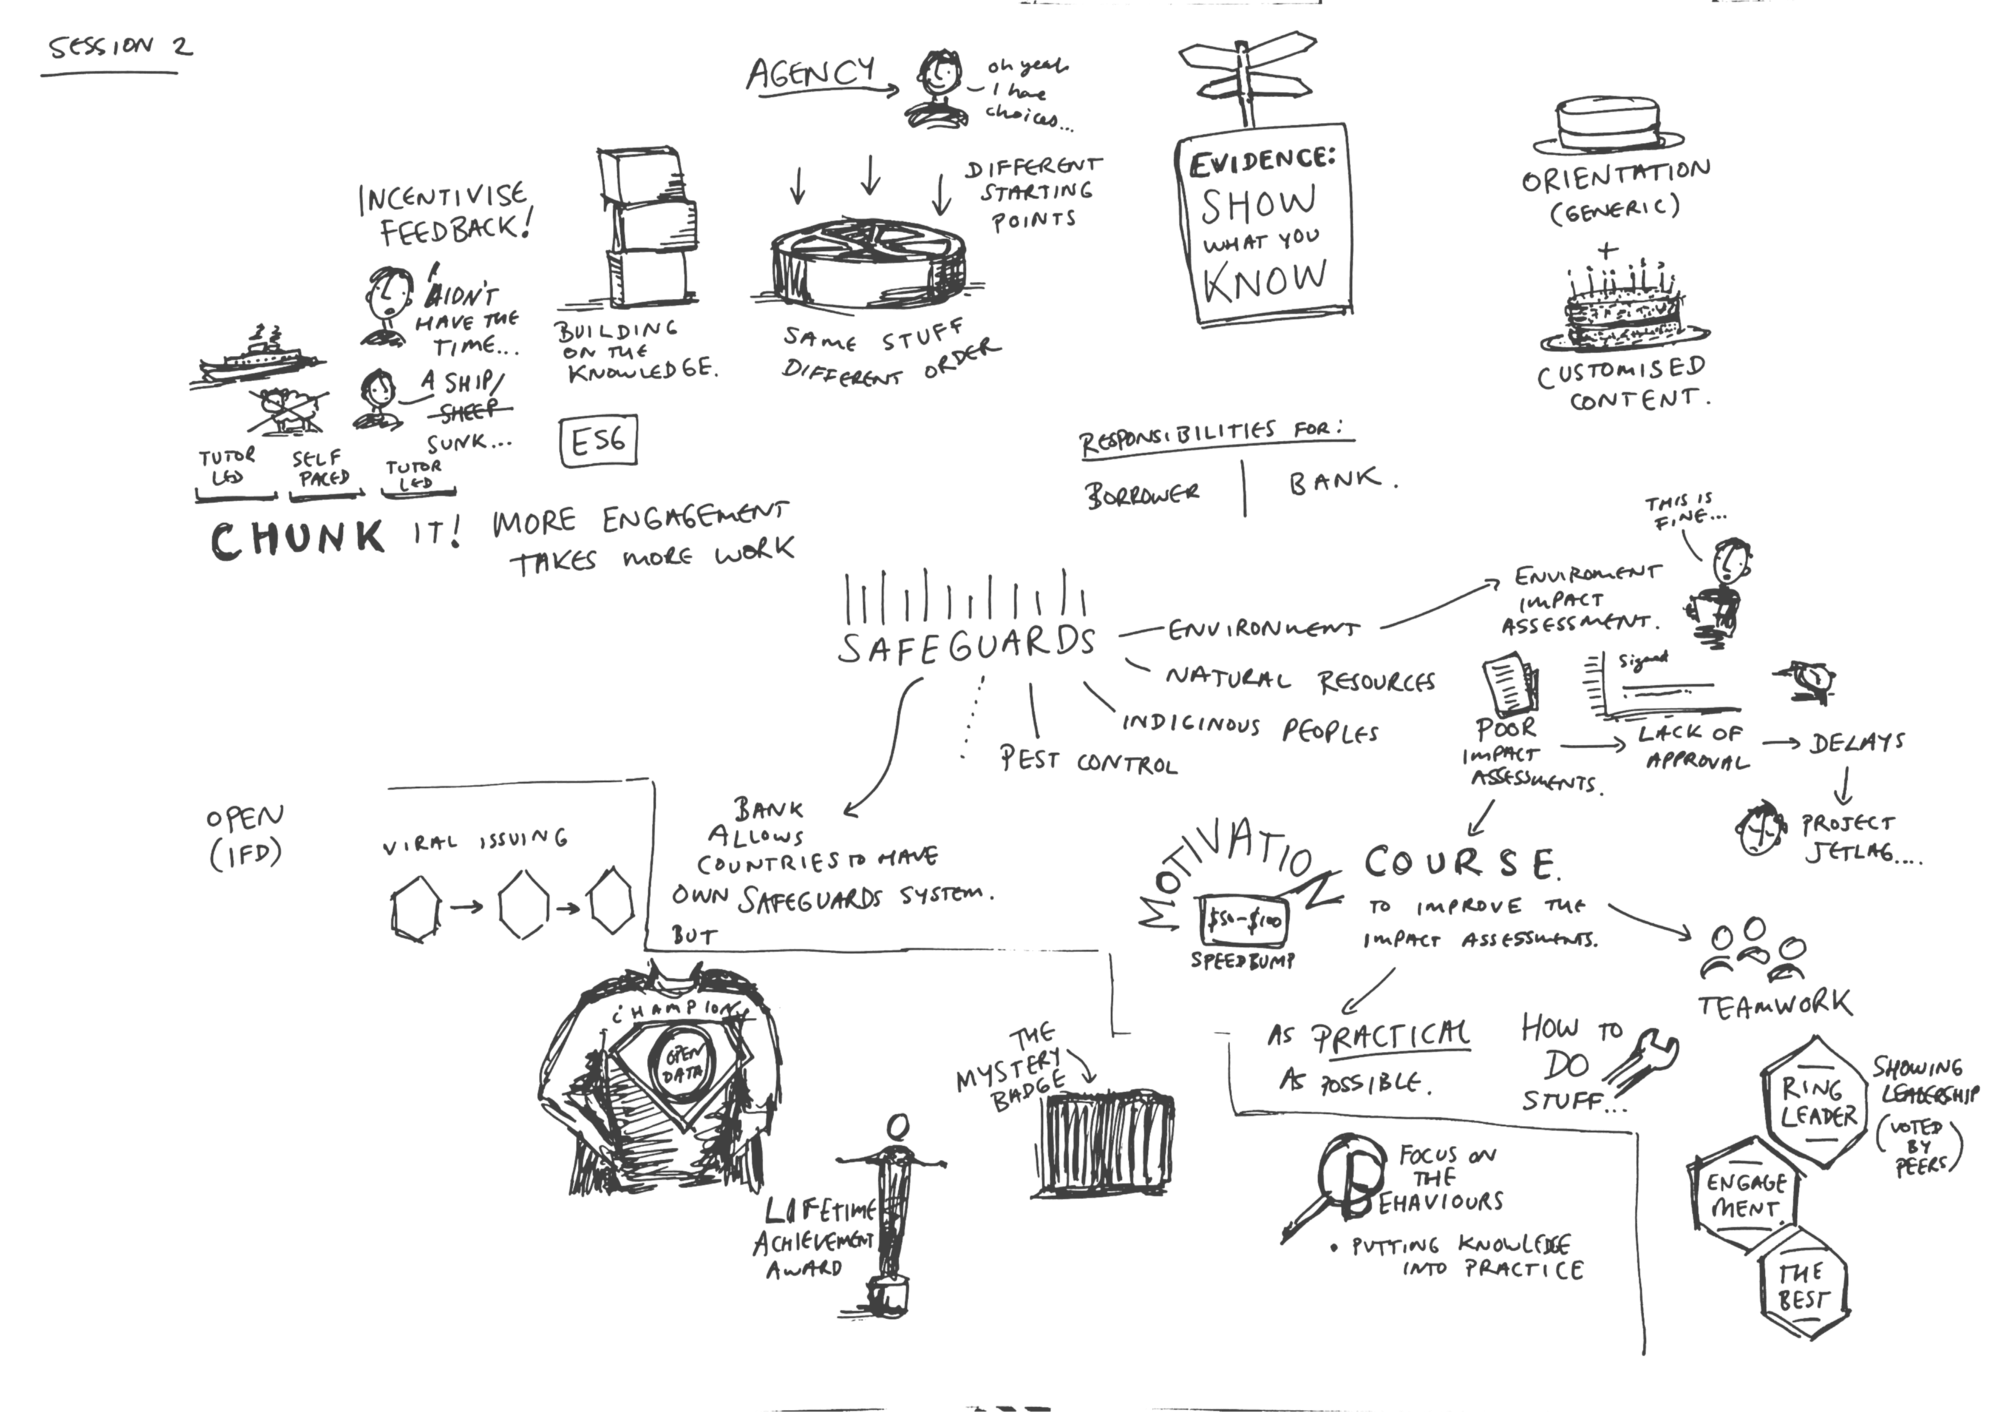 SESSION 2
AGENCY
oh yeah
I have
choices...
DIFFERENT
STARTING
POINTS
INCENTIVISE
FEEDBACK!
I DIDN'T
HAVE THE
TIME...
A SHIP/
SHEEP
SUNK...
TUTOR
LED
SELF
PACED
TUTOR
LED
CHUNK IT! MORE ENGAGEMENT
TAKES MORE WORK
BUILDING
ON THE
KNOWLEDGE.
ES6
SAME STUFF
DIFFERENT ORDER
EVIDENCE:
SHOW
WHAT YOU
KNOW
ORIENTATION
(GENERIC)
+
CUSTOMISED
CONTENT.
RESPONSIBILITIES FOR:
BORROWER
BANK.
SAFEGUARDS
ENVIRONMENT
NATURAL RESOURCES
INDIGINOUS PEOPLES
PEST CONTROL
ENVIROMENT
IMPACT
ASSESSMENT.
THIS IS
FINE...
POOR
IMPACT
ASSESSMENTS.
Signed
LACK OF
APPROVAL
DELAYS
PROJECT
JETLAG....
BANK
ALLOWS
COUNTRIES TO HAVE
OWN SAFEGUARDS SYSTEM.
BUT
OPEN
(IFD)
VIRAL ISSUING
MOTIVATION
$50-$100
SPEEDBUMP
COURSE.
TO IMPROVE THE
IMPACT ASSESSMENTS.
TEAMWORK
AS PRACTICAL
AS POSSIBLE.
HOW TO
DO
STUFF...
CHAMPION
OPEN
DATA
LIFETIME
ACHIEVEMENT
AWARD
THE
MYSTERY
BADGE
FOCUS ON
THE
BEHAVIOURS
• PUTTING KNOWLEDGE
INTO PRACTICE
RING
LEADER
SHOWING
LEADERSHIP
(VOTED
BY
PEERS)
ENGAGE
MENT
THE
BEST